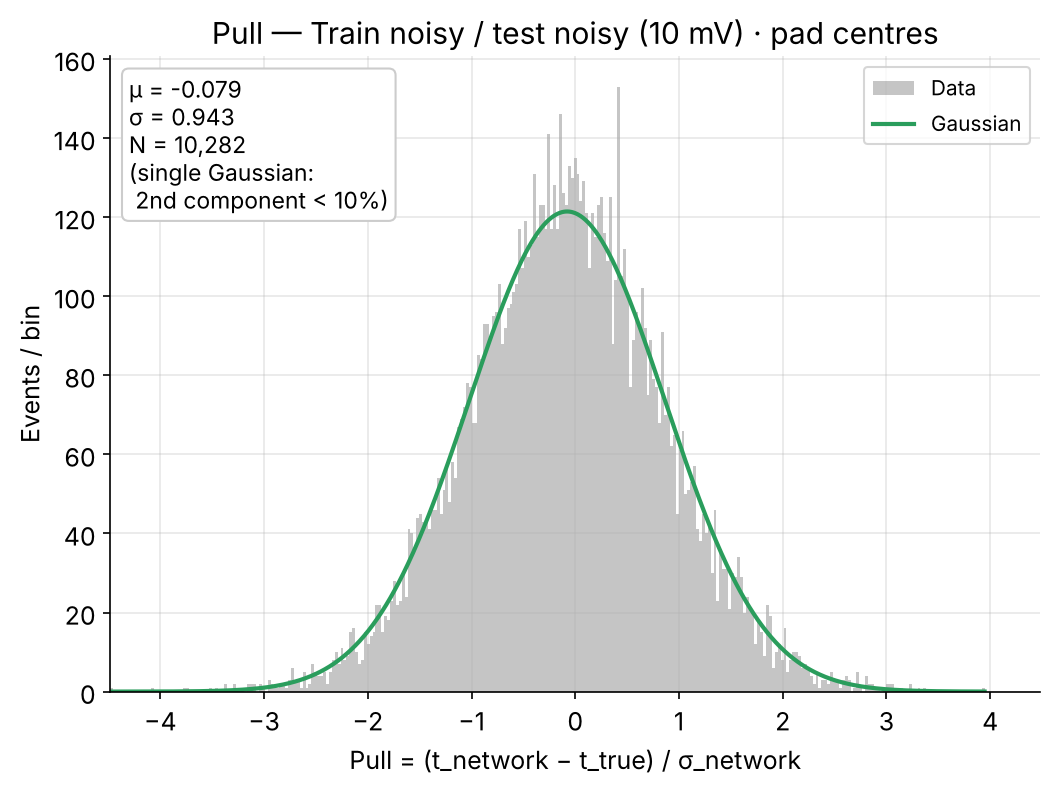 Pull — Train noisy / test noisy (10 mV) · pad centres
160
140
120
100
80
60
40
20
0
Events / bin
μ = -0.079
σ = 0.943
N = 10,282
(single Gaussian:
2nd component < 10%)
Data
Gaussian
−4
−3
−2
−1
0
1
2
3
4
Pull = (t_network − t_true) / σ_network